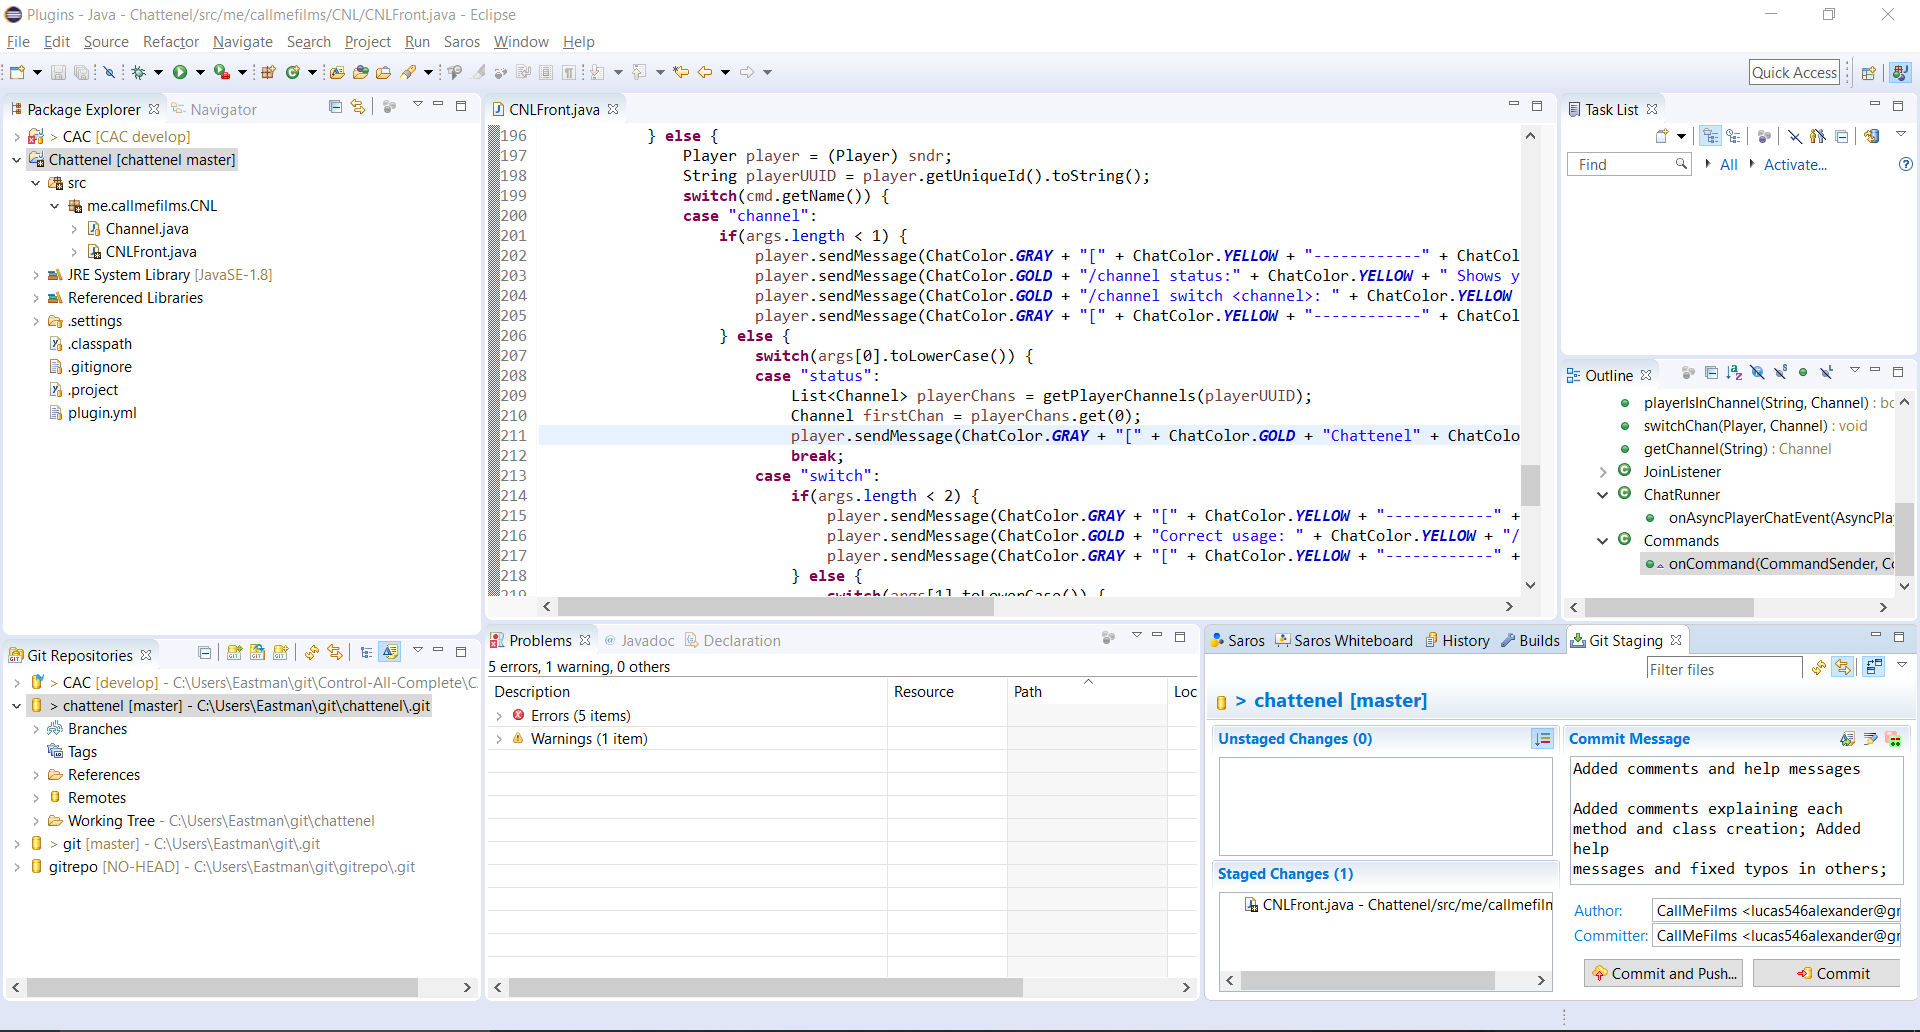 Plugins - Java - Chattenel/src/me/callmefilms/CNL/CNLFront.java - Eclipse
File Edit Source Refactor Navigate Search Project Run Saros Window Help
Quick Access
Package Explorer Navigator
> CAC [CAC develop]
Chattenel [chattenel master]
src
me.callmefilms.CNL
Channel.java
CNLFront.java
JRE System Library [JavaSE-1.8]
Referenced Libraries
.settings
.classpath
.gitignore
.project
plugin.yml
CNLFront.java
196 } else {
197 Player player = (Player) sndr;
198 String playerUUID = player.getUniqueId().toString();
199 switch(cmd.getName()) {
200 case "channel":
201 if(args.length < 1) {
202 player.sendMessage(ChatColor.GRAY + "[" + ChatColor.YELLOW + "------------" + ChatCol
203 player.sendMessage(ChatColor.GOLD + "/channel status:" + ChatColor.YELLOW + " Shows y
204 player.sendMessage(ChatColor.GOLD + "/channel switch <channel>: " + ChatColor.YELLOW
205 player.sendMessage(ChatColor.GRAY + "[" + ChatColor.YELLOW + "------------" + ChatCol
206 } else {
207 switch(args[0].toLowerCase()) {
208 case "status":
209 List<Channel> playerChans = getPlayerChannels(playerUUID);
210 Channel firstChan = playerChans.get(0);
211 player.sendMessage(ChatColor.GRAY + "[" + ChatColor.GOLD + "Chattenel" + ChatColo
212 break;
213 case "switch":
214 if(args.length < 2) {
215 player.sendMessage(ChatColor.GRAY + "[" + ChatColor.YELLOW + "------------" +
216 player.sendMessage(ChatColor.GOLD + "Correct usage: " + ChatColor.YELLOW + "/
217 player.sendMessage(ChatColor.GRAY + "[" + ChatColor.YELLOW + "------------" +
218 } else {
219 switch(args[1].toLowerCase()) {
Task List
Find All Activate...
Outline
playerIsInChannel(String, Channel) : bo
switchChan(Player, Channel) : void
getChannel(String) : Channel
JoinListener
ChatRunner
onAsyncPlayerChatEvent(AsyncPla
Commands
onCommand(CommandSender, Co
Git Repositories
> CAC [develop] - C:\Users\Eastman\git\Control-All-Complete\C
> chattenel [master] - C:\Users\Eastman\git\chattenel\.git
Branches
Tags
References
Remotes
Working Tree - C:\Users\Eastman\git\chattenel
> git [master] - C:\Users\Eastman\git\.git
gitrepo [NO-HEAD] - C:\Users\Eastman\git\gitrepo\.git
Problems Javadoc Declaration
5 errors, 1 warning, 0 others
Description Resource Path Loc
Errors (5 items)
Warnings (1 item)
Saros Saros Whiteboard History Builds Git Staging
Filter files
> chattenel [master]
Unstaged Changes (0)
Staged Changes (1)
CNLFront.java - Chattenel/src/me/callmefilm
Commit Message
Added comments and help messages
Added comments explaining each
method and class creation; Added
help
messages and fixed typos in others;
Author: CallMeFilms <lucas546alexander@gr
Committer: CallMeFilms <lucas546alexander@gr
Commit and Push... Commit